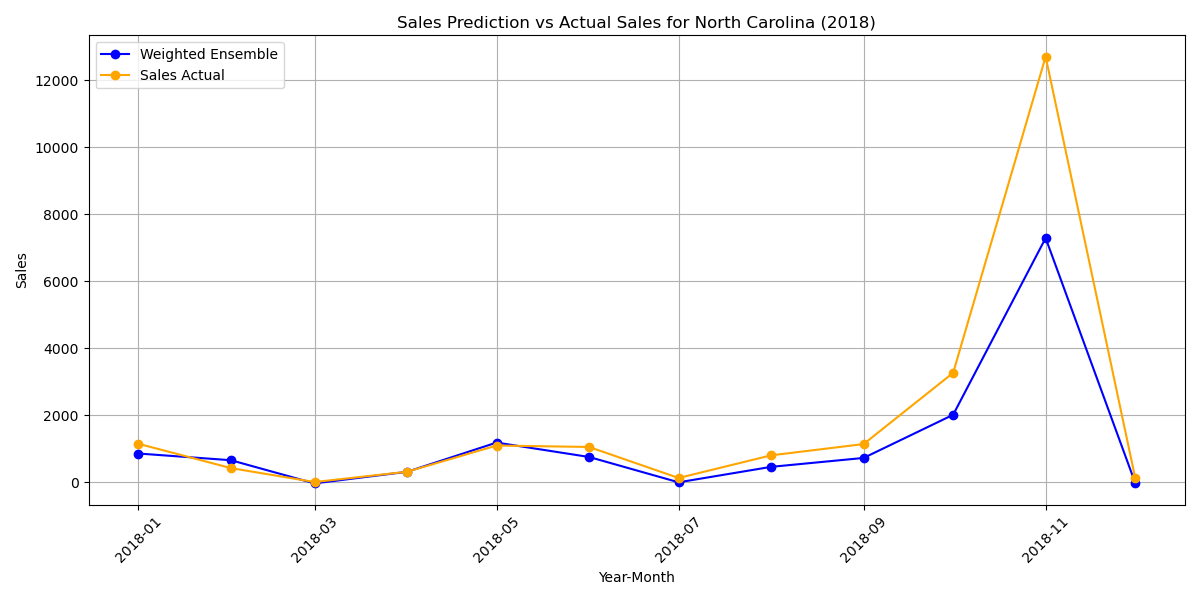 Sales Prediction vs Actual Sales for North Carolina (2018)
Weighted Ensemble
Sales Actual
12000
10000
8000
6000
4000
2000
0
Sales
2018-01
2018-03
2018-05
2018-07
2018-09
2018-11
Year-Month